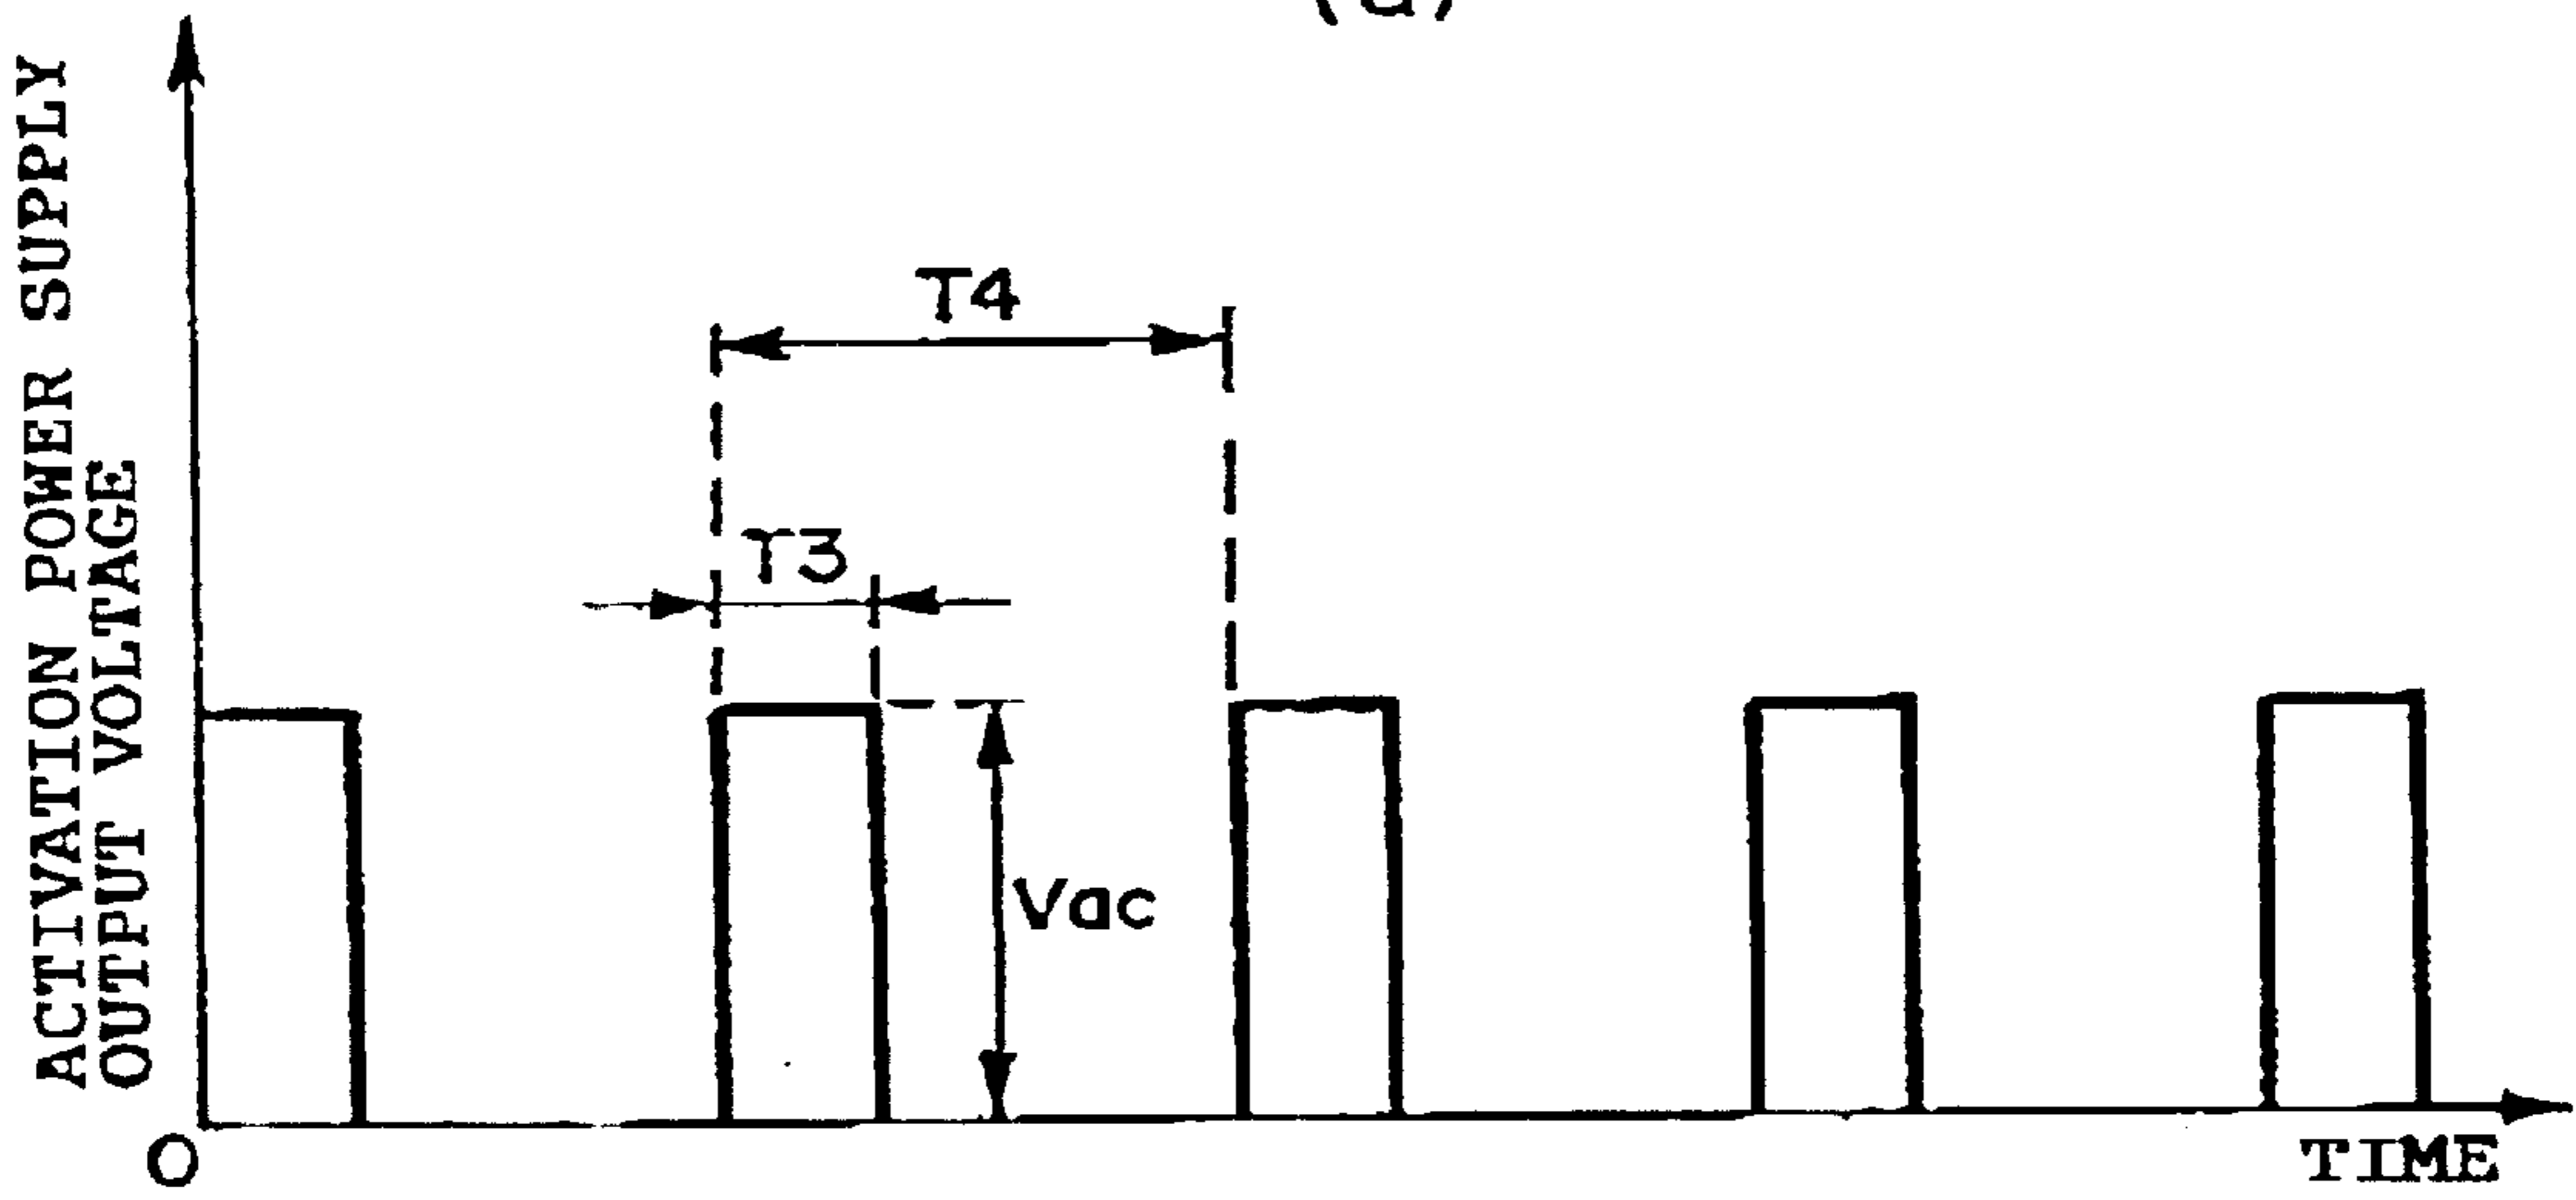 ACTIVATION POWER SUPPLY
OUTPUT VOLTAGE
T4
T3
Vac
O
TIME